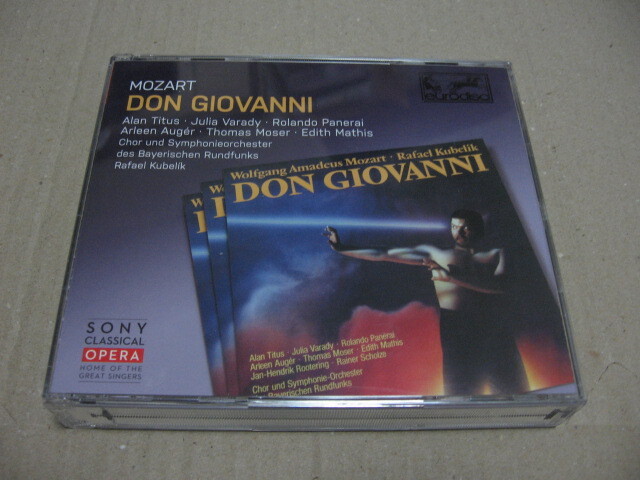 MOZART
DON GIOVANNI
Alan Titus · Julia Varady · Rolando Panerai
Arleen Augér · Thomas Moser · Edith Mathis
Chor und Symphonieorchester
des Bayerischen Rundfunks
Rafael Kubelik
eurodisc
Wolfgang Amadeus Mozart · Rafael Kubelik
DON GIOVANNI
Alan Titus · Julia Varady · Rolando Panerai
Arleen Augér · Thomas Moser · Edith Mathis
Jan-Hendrik Rootering · Rainer Scholze
Chor und Symphonie-Orchester
Bayerischen Rundfunks
SONY
CLASSICAL
OPERA
HOME OF THE
GREAT SINGERS